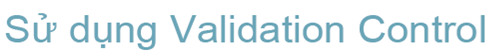 Sử dụng Validation Control